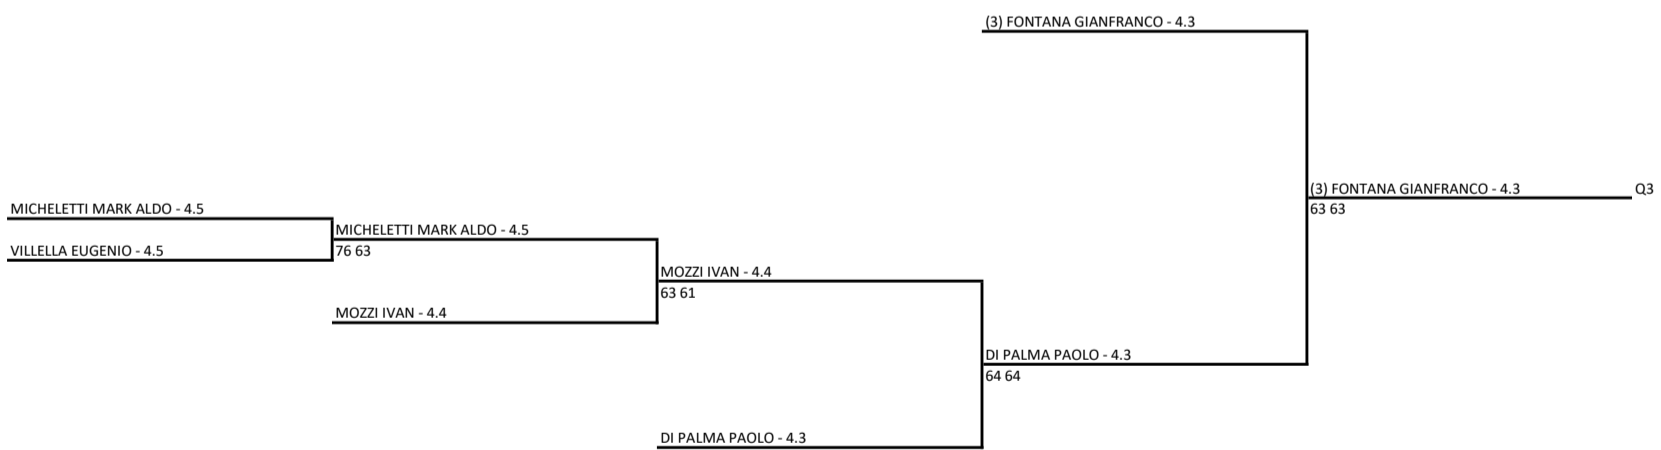 (3) FONTANA GIANFRANCO - 4.3
(3) FONTANA GIANFRANCO - 4.3
Q3
63 63
MICHELETTI MARK ALDO - 4.5
MICHELETTI MARK ALDO - 4.5
VILLELLA EUGENIO - 4.5
76 63
MOZZI IVAN - 4.4
63 61
MOZZI IVAN - 4.4
DI PALMA PAOLO - 4.3
64 64
DI PALMA PAOLO - 4.3